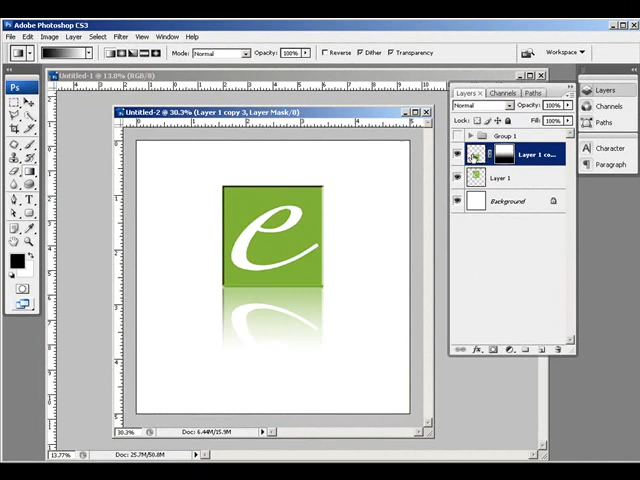 Adobe Photoshop CS3
File Edit Image Layer Select Filter View Window Help
Mode: Normal Opacity: 100% Reverse Dither Transparency Workspace
Untitled-1 @ 13.8% (RGB/8)
Untitled-2 @ 30.3% (Layer 1 copy 3, Layer Mask/8)
Ps
e
30.3% Doc: 6.44M/15.9M
13.77% Doc: 25.7M/50.8M
Layers Channels Paths
Normal Opacity: 100%
Lock: Fill: 100%
Group 1
Layer 1 co...
Layer 1
Background
Layers
Channels
Paths
Character
Paragraph